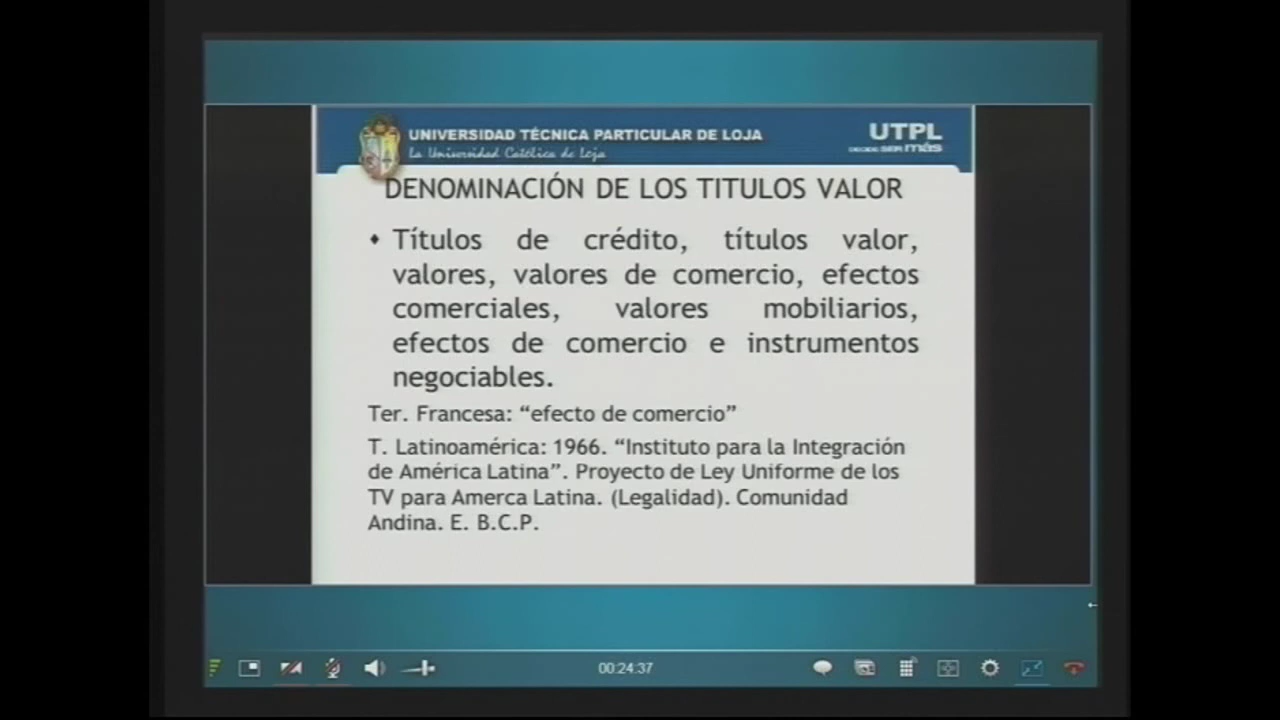 UNIVERSIDAD TÉCNICA PARTICULAR DE LOJA
La Universidad Católica de Loja
UTPL
DECIDE SER más
DENOMINACIÓN DE LOS TITULOS VALOR
• Títulos de crédito, títulos valor,
valores, valores de comercio, efectos
comerciales, valores mobiliarios,
efectos de comercio e instrumentos
negociables.
Ter. Francesa: “efecto de comercio”
T. Latinoamérica: 1966. “Instituto para la Integración
de América Latina”. Proyecto de Ley Uniforme de los
TV para Amerca Latina. (Legalidad). Comunidad
Andina. E. B.C.P.
00:24:37